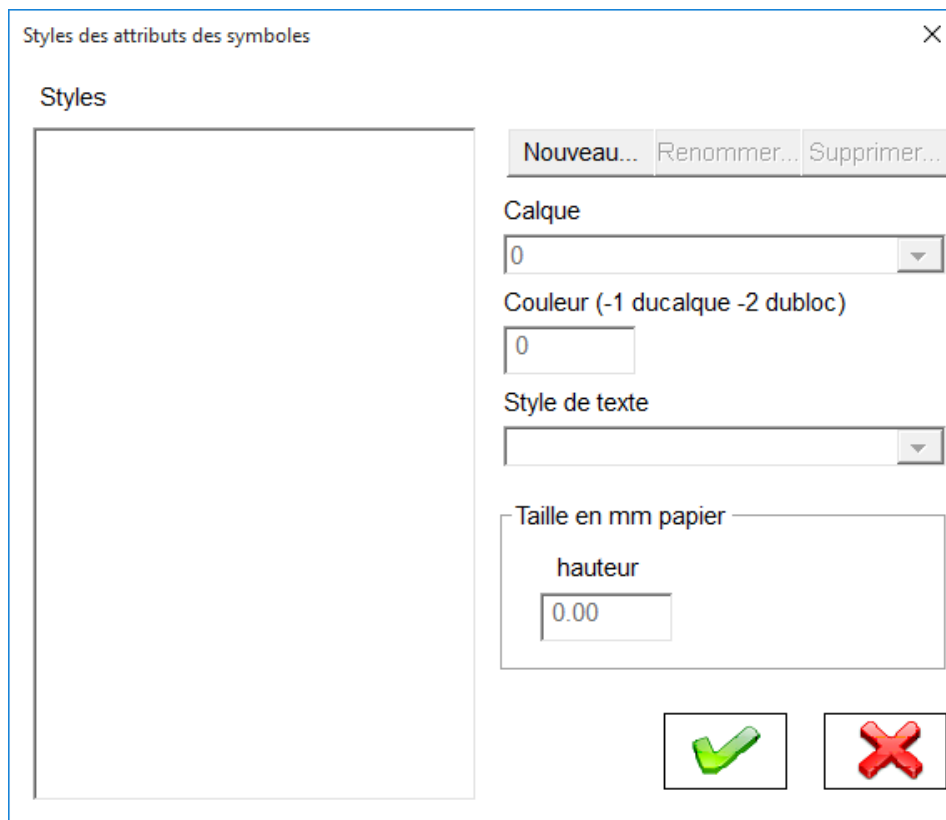 Styles des attributs des symboles
Styles
Nouveau... Renommer... Supprimer...
Calque
0
Couleur (-1 ducalque -2 dubloc)
0
Style de texte
Taille en mm papier
hauteur
0.00